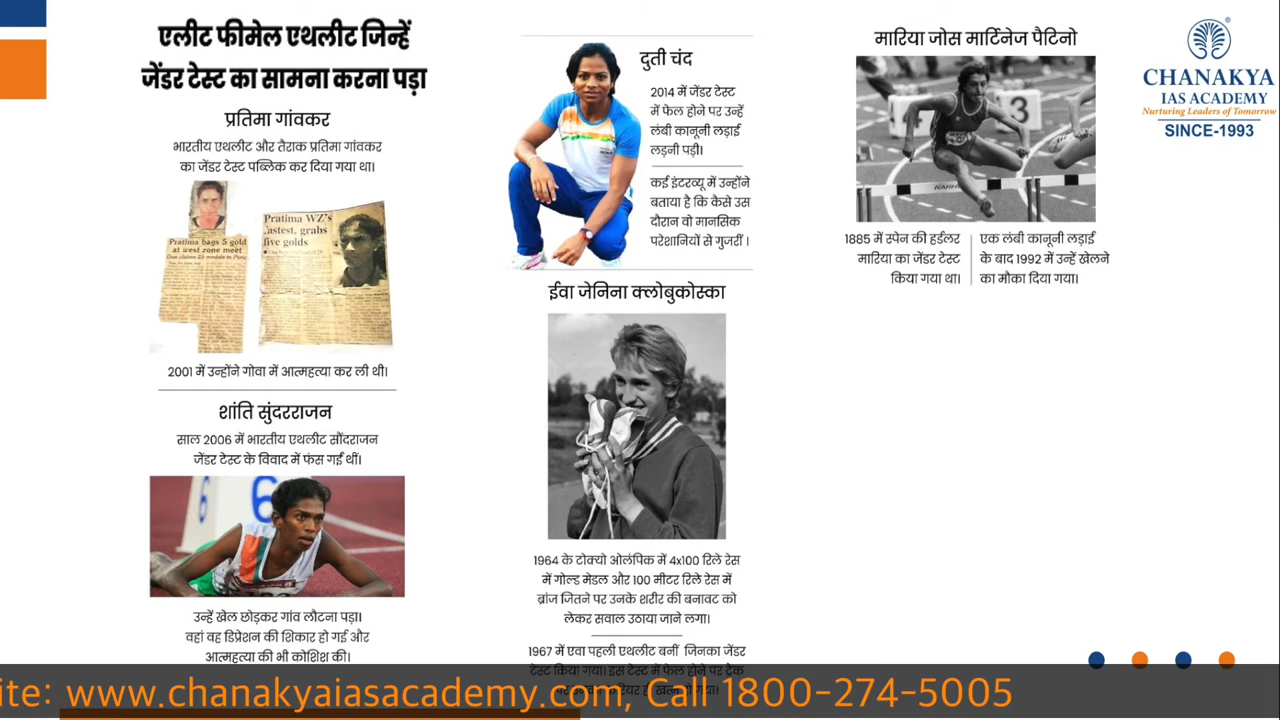 एलीट फीमेल एथलीट जिन्हें
जेंडर टेस्ट का सामना करना पड़ा
प्रतिमा गांवकर
भारतीय एथलीट और तैराक प्रतिमा गांवकर
का जेंडर टेस्ट पब्लिक कर दिया गया था।
Pratima bags 5 gold
at west zone meet
Pratima WZ's
fastest, grabs
five golds
2001 में उन्होंने गोवा में आत्महत्या कर ली थी।
शांति सुंदरराजन
साल 2006 में भारतीय एथलीट सौंदराजन
जेंडर टेस्ट के विवाद में फंस गईं थीं।
6
6
उन्हें खेल छोड़कर गांव लौटना पड़ा।
वहां वह डिप्रेशन की शिकार हो गई और
आत्महत्या की भी कोशिश की।
दुती चंद
2014 में जेंडर टेस्ट
में फेल होने पर उन्हें
लंबी कानूनी लड़ाई
लड़नी पड़ी।
कई इंटरव्यू में उन्होंने
बताया है कि कैसे उस
दौरान वो मानसिक
परेशानियों से गुजरीं ।
ईवा जेनिना क्लोबुकोस्का
1964 के टोक्यो ओलंपिक में 4x100 रिले रेस
में गोल्ड मेडल और 100 मीटर रिले रेस में
ब्रांज जितने पर उनके शरीर की बनावट को
लेकर सवाल उठाया जाने लगा।
1967 में एवा पहली एथलीट बनीं जिनका जेंडर
टेस्ट किया गया। इस टेस्ट में फेल होने पर ट्रैक
मारिया जोस मार्टिनेज पैटिनो
3
1885 में स्पेन की हर्डलर
मारिया का जेंडर टेस्ट
किया गया था।
एक लंबी कानूनी लड़ाई
के बाद 1992 में उन्हें खेलने
का मौका दिया गया।
CHANAKYA
IAS ACADEMY
Nurturing Leaders of Tomorrow
SINCE-1993
ite: www.chanakyaiasacademy.com, Call 1800-274-5005